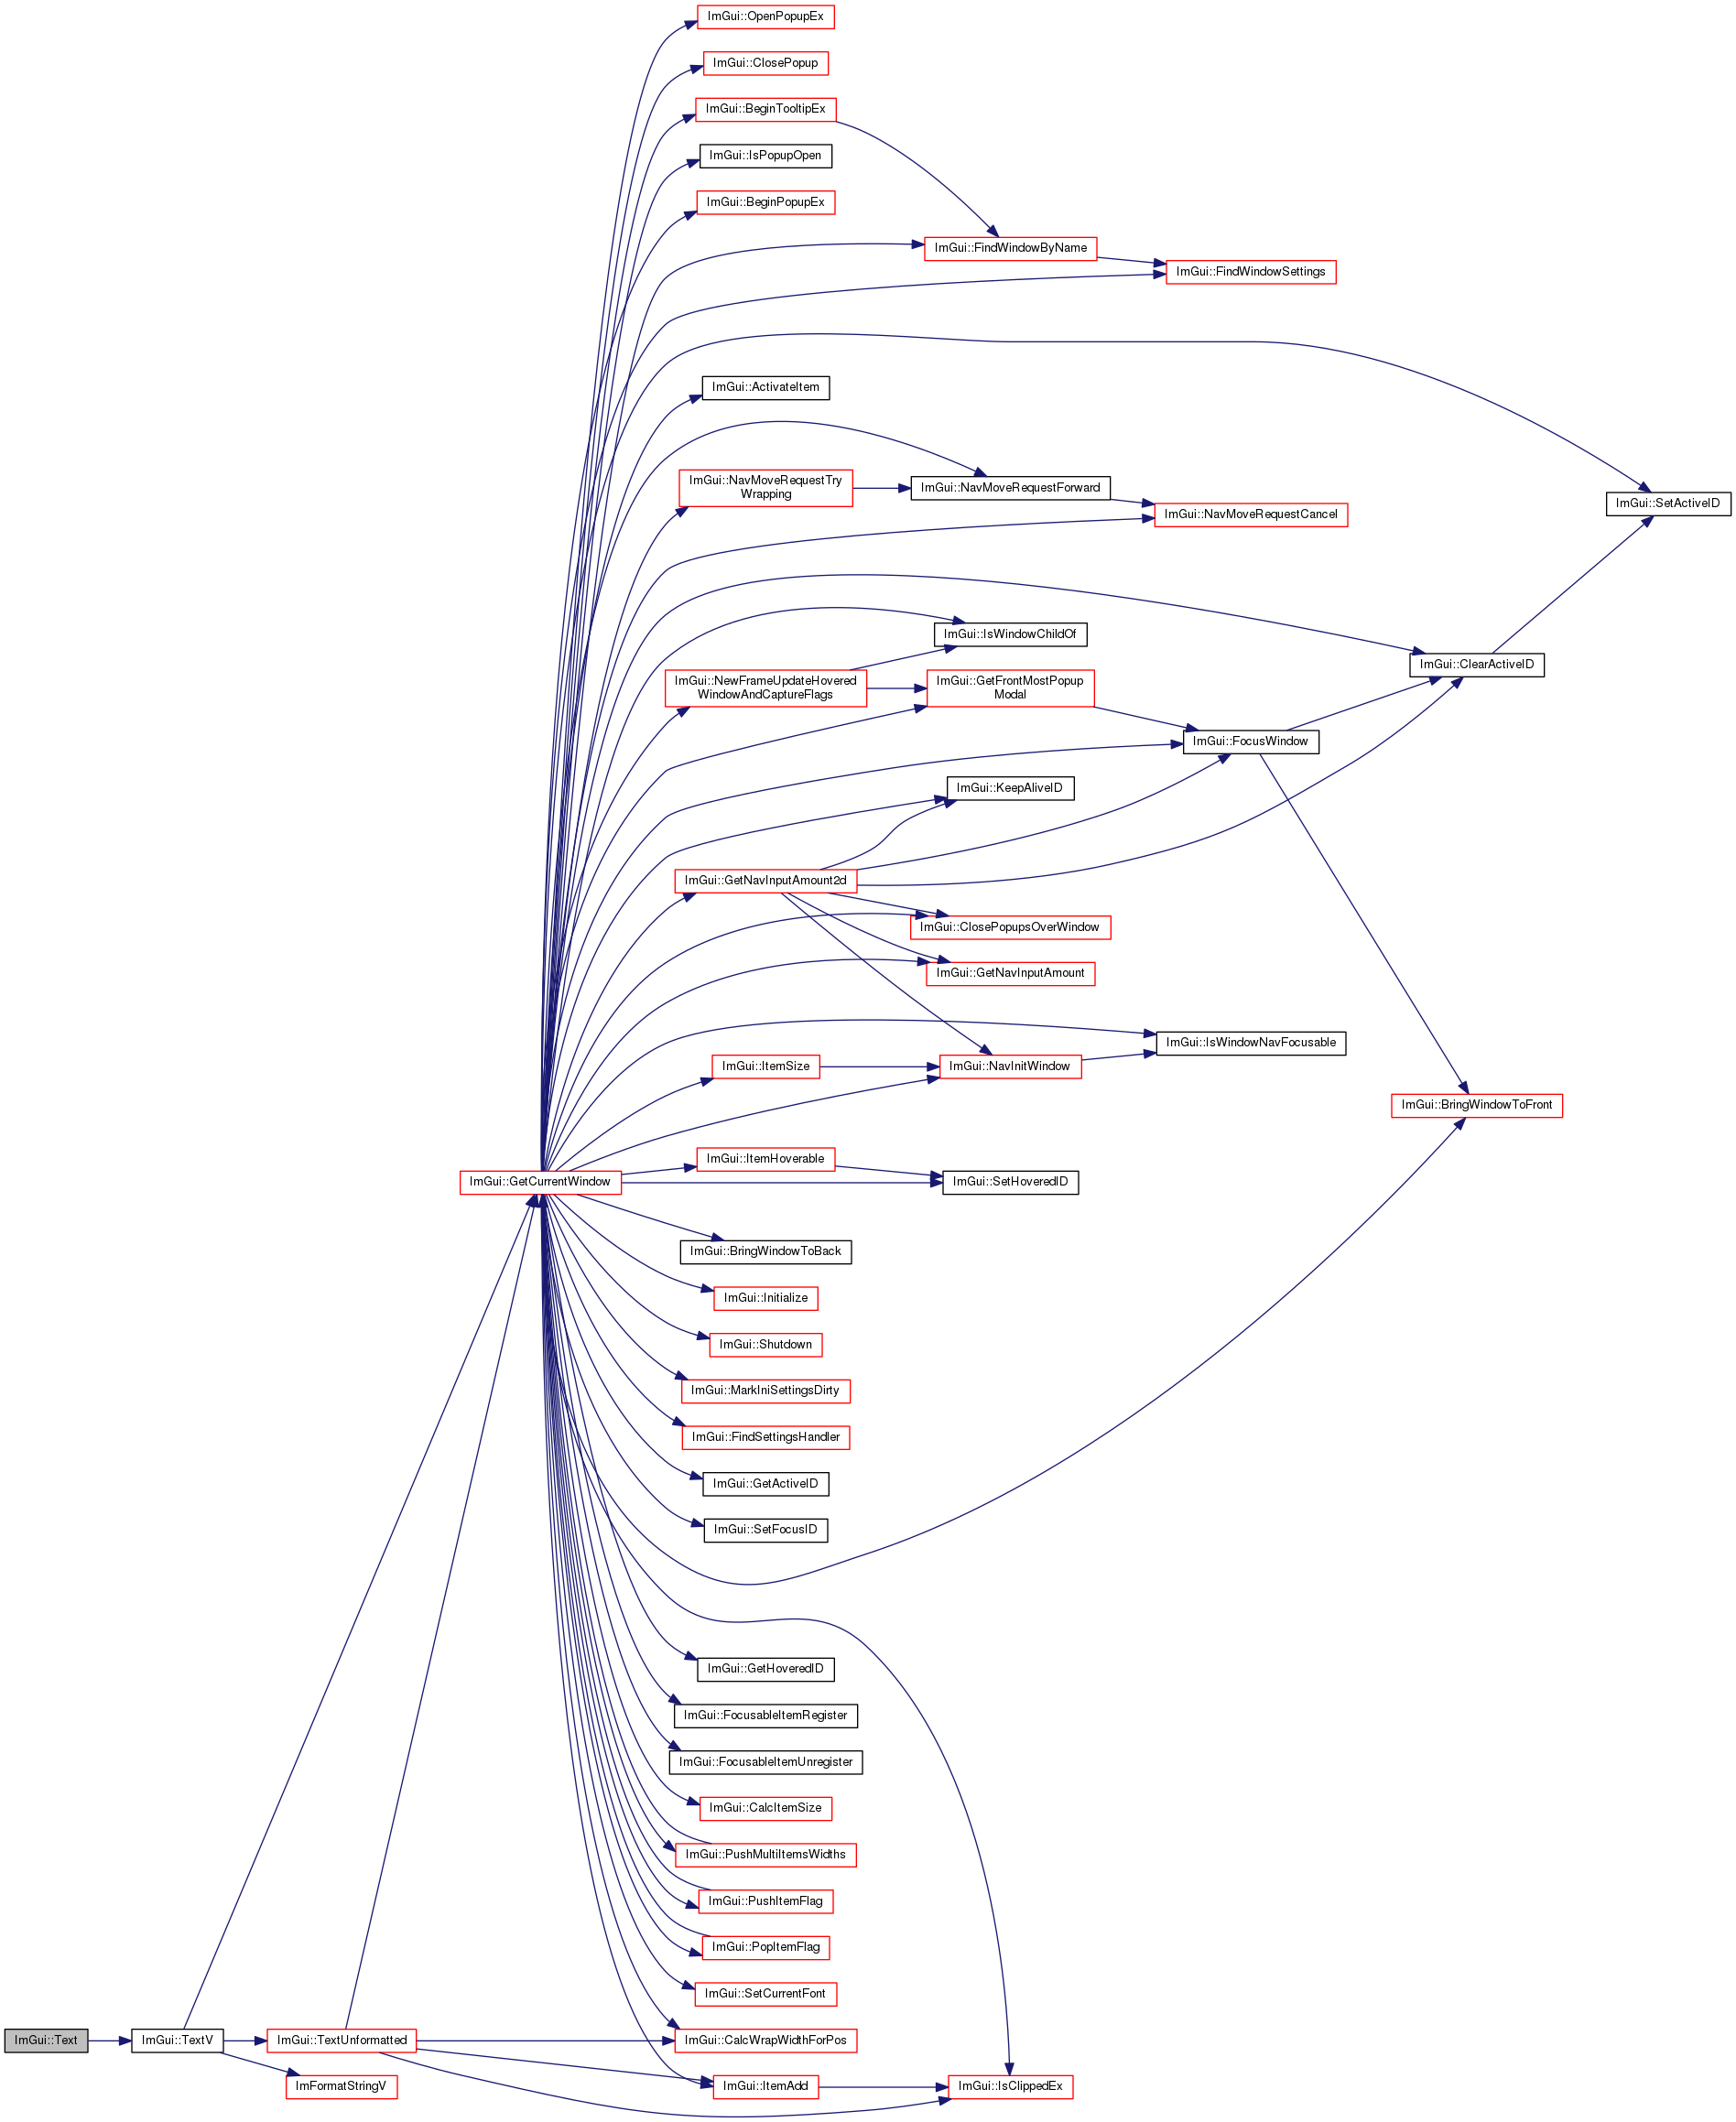 ImGui::OpenPopupEx
ImGui::ClosePopup
ImGui::BeginTooltipEx
ImGui::IsPopupOpen
ImGui::BeginPopupEx
ImGui::FindWindowByName
ImGui::FindWindowSettings
ImGui::ActivateItem
ImGui::NavMoveRequestTry
Wrapping
ImGui::NavMoveRequestForward
ImGui::SetActiveID
ImGui::NavMoveRequestCancel
ImGui::IsWindowChildOf
ImGui::ClearActiveID
ImGui::NewFrameUpdateHovered
WindowAndCaptureFlags
ImGui::GetFrontMostPopup
Modal
ImGui::FocusWindow
ImGui::KeepAliveID
ImGui::GetNavInputAmount2d
ImGui::ClosePopupsOverWindow
ImGui::GetNavInputAmount
ImGui::IsWindowNavFocusable
ImGui::ItemSize
ImGui::NavInitWindow
ImGui::BringWindowToFront
ImGui::ItemHoverable
ImGui::GetCurrentWindow
ImGui::SetHoveredID
ImGui::BringWindowToBack
ImGui::Initialize
ImGui::Shutdown
ImGui::MarkIniSettingsDirty
ImGui::FindSettingsHandler
ImGui::GetActiveID
ImGui::SetFocusID
ImGui::GetHoveredID
ImGui::FocusableItemRegister
ImGui::FocusableItemUnregister
ImGui::CalcItemSize
ImGui::PushMultiItemsWidths
ImGui::PushItemFlag
ImGui::PopItemFlag
ImGui::SetCurrentFont
ImGui::Text
ImGui::TextV
ImGui::TextUnformatted
ImGui::CalcWrapWidthForPos
ImFormatStringV
ImGui::ItemAdd
ImGui::IsClippedEx